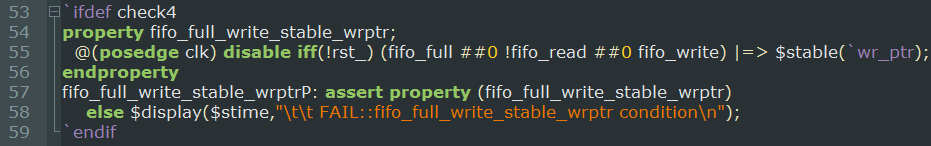 53 `ifdef check4
54 property fifo_full_write_stable_wrptr;
55 @(posedge clk) disable iff(!rst_) (fifo_full ##0 !fifo_read ##0 fifo_write) |=> $stable(`wr_ptr);
56 endproperty
57 fifo_full_write_stable_wrptrP: assert property (fifo_full_write_stable_wrptr)
58 else $display($stime,"\t\t FAIL::fifo_full_write_stable_wrptr condition\n");
59 `endif